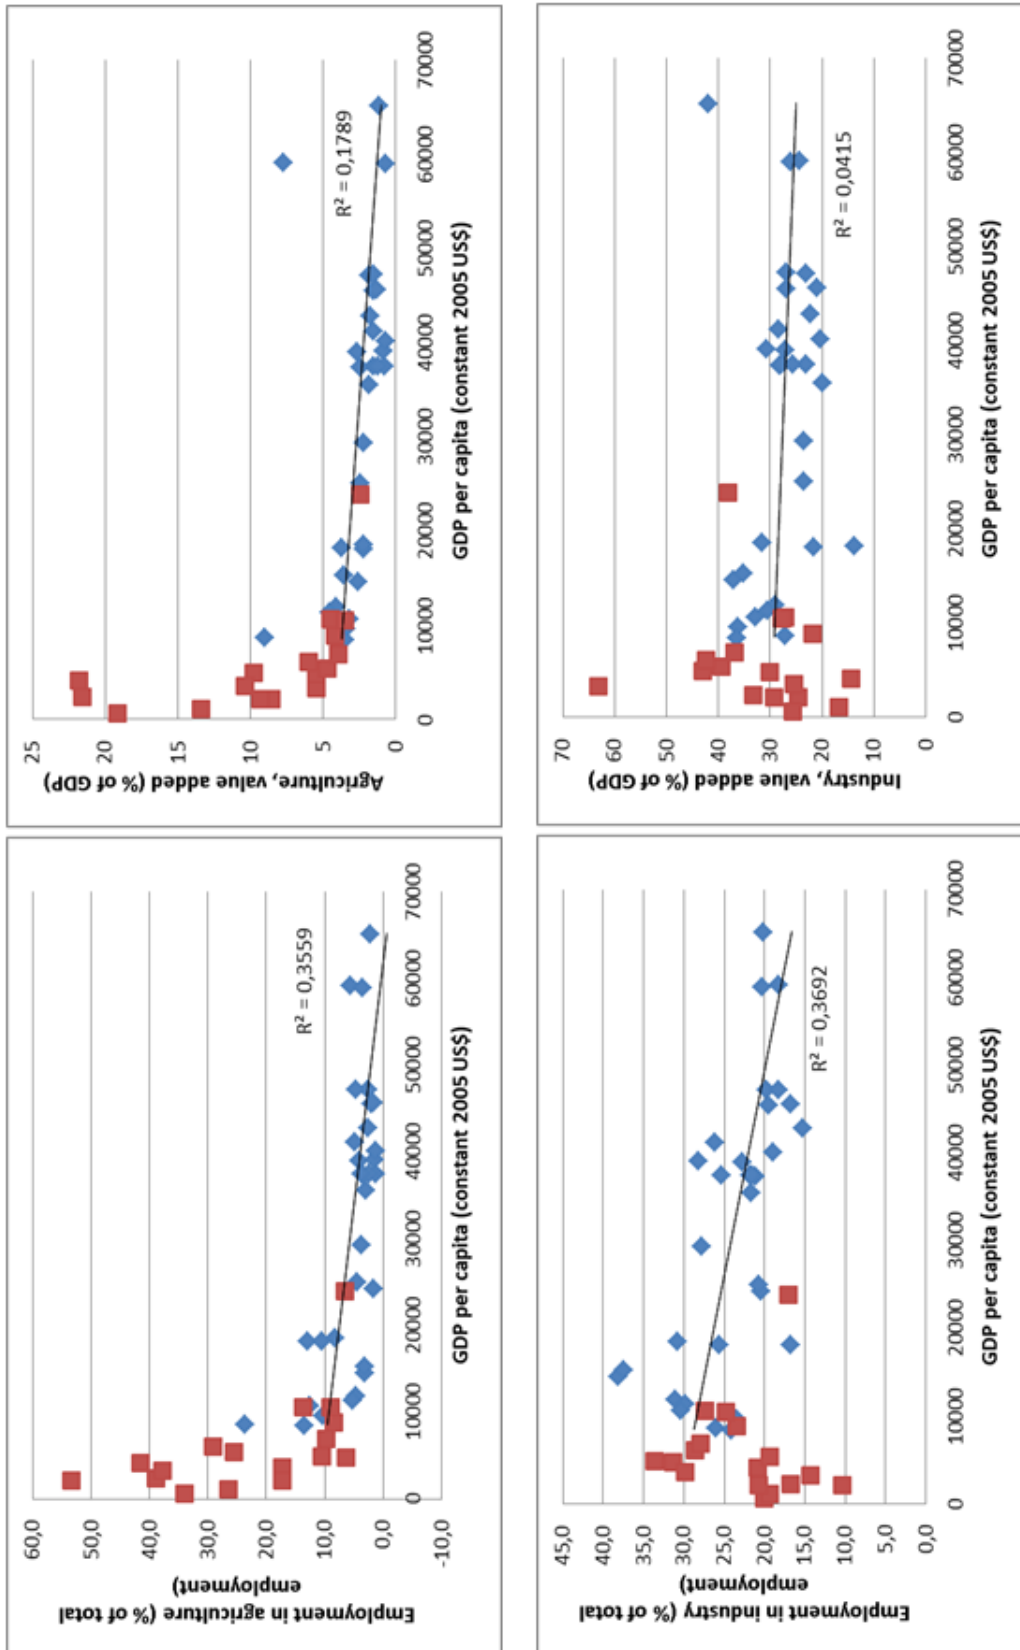 Employment in agriculture (% of total
employment)
60,0
50,0
40,0
30,0
20,0
10,0
0,0
-10,0
R² = 0,3559
0 10000 20000 30000 40000 50000 60000 70000
GDP per capita (constant 2005 US$)
Agriculture, value added (% of GDP)
25
20
15
10
5
0
R² = 0,1789
0 10000 20000 30000 40000 50000 60000 70000
GDP per capita (constant 2005 US$)
Employment in industry (% of total
employment)
45,0
40,0
35,0
30,0
25,0
20,0
15,0
10,0
5,0
0,0
R² = 0,3692
0 10000 20000 30000 40000 50000 60000 70000
GDP per capita (constant 2005 US$)
Industry, value added (% of GDP)
70
60
50
40
30
20
10
0
R² = 0,0415
0 10000 20000 30000 40000 50000 60000 70000
GDP per capita (constant 2005 US$)